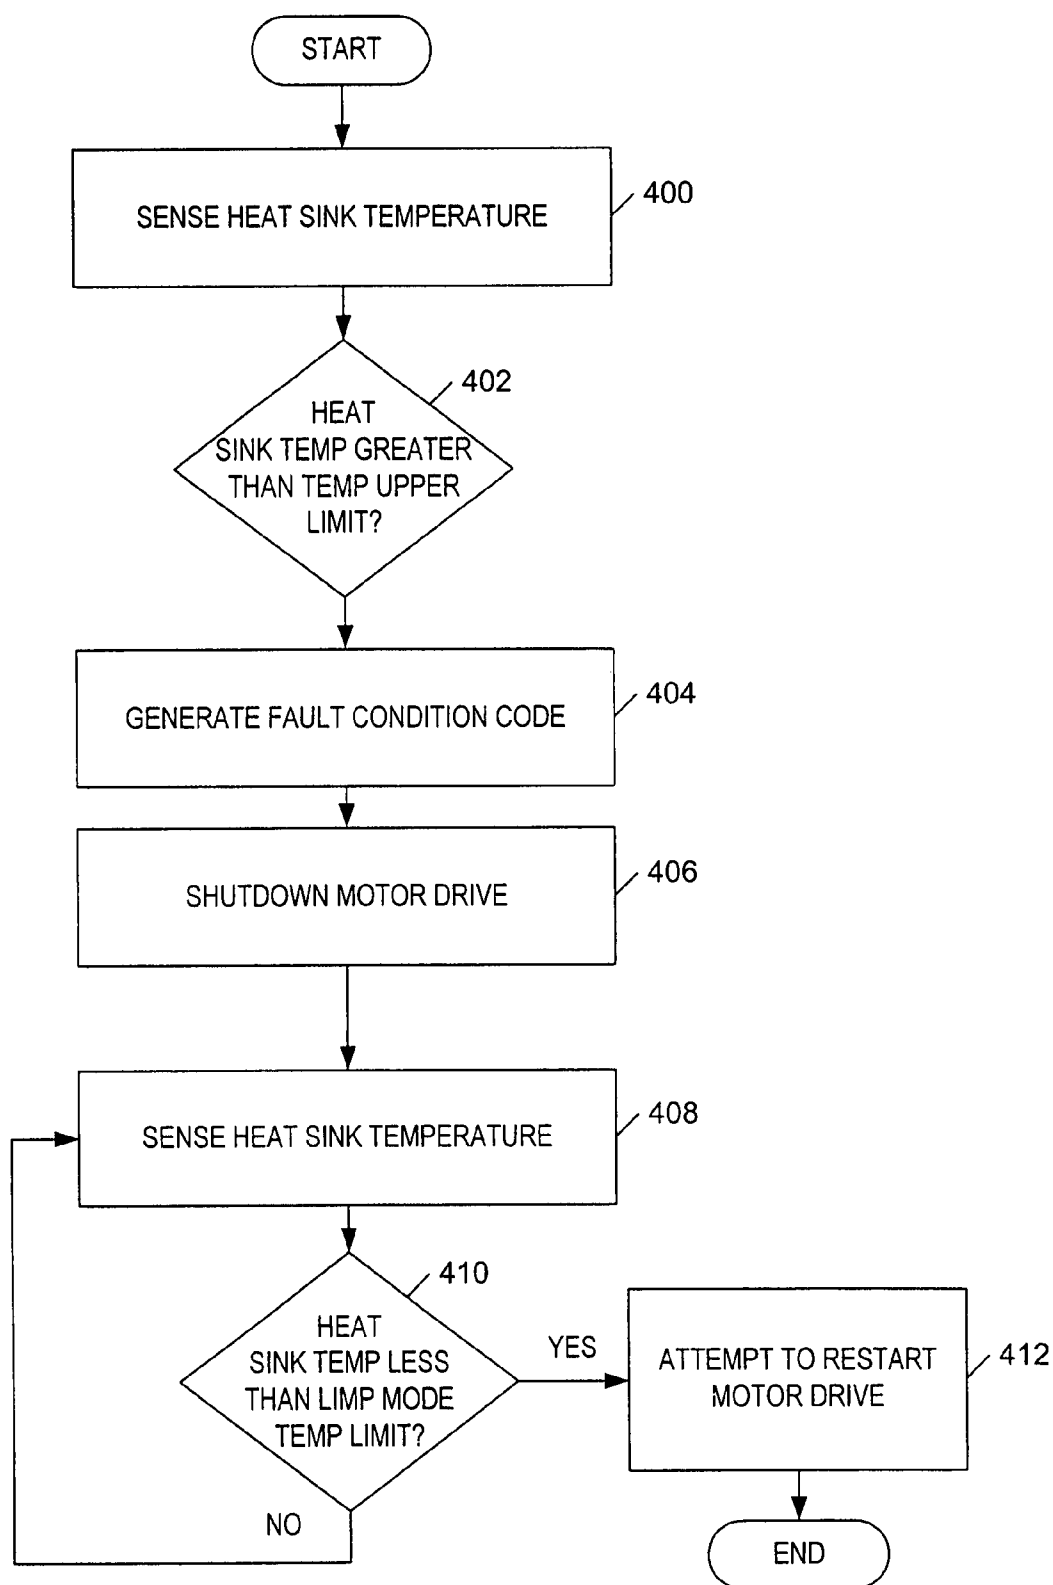 START
SENSE HEAT SINK TEMPERATURE
400
402
HEAT
SINK TEMP GREATER
THAN TEMP UPPER
LIMIT?
GENERATE FAULT CONDITION CODE
404
SHUTDOWN MOTOR DRIVE
406
SENSE HEAT SINK TEMPERATURE
408
410
HEAT
SINK TEMP LESS
THAN LIMP MODE
TEMP LIMIT?
YES
ATTEMPT TO RESTART
MOTOR DRIVE
412
NO
END